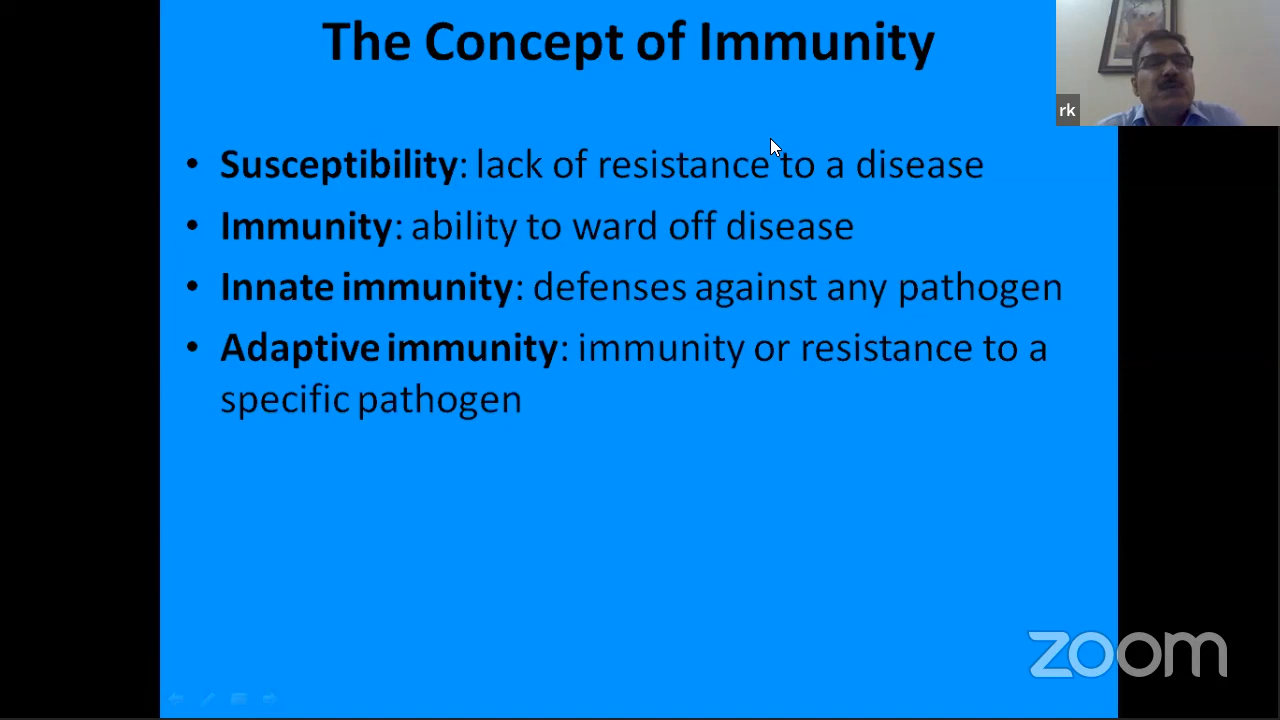 The Concept of Immunity
rk
• Susceptibility: lack of resistance to a disease
• Immunity: ability to ward off disease
• Innate immunity: defenses against any pathogen
• Adaptive immunity: immunity or resistance to a
specific pathogen
zoom